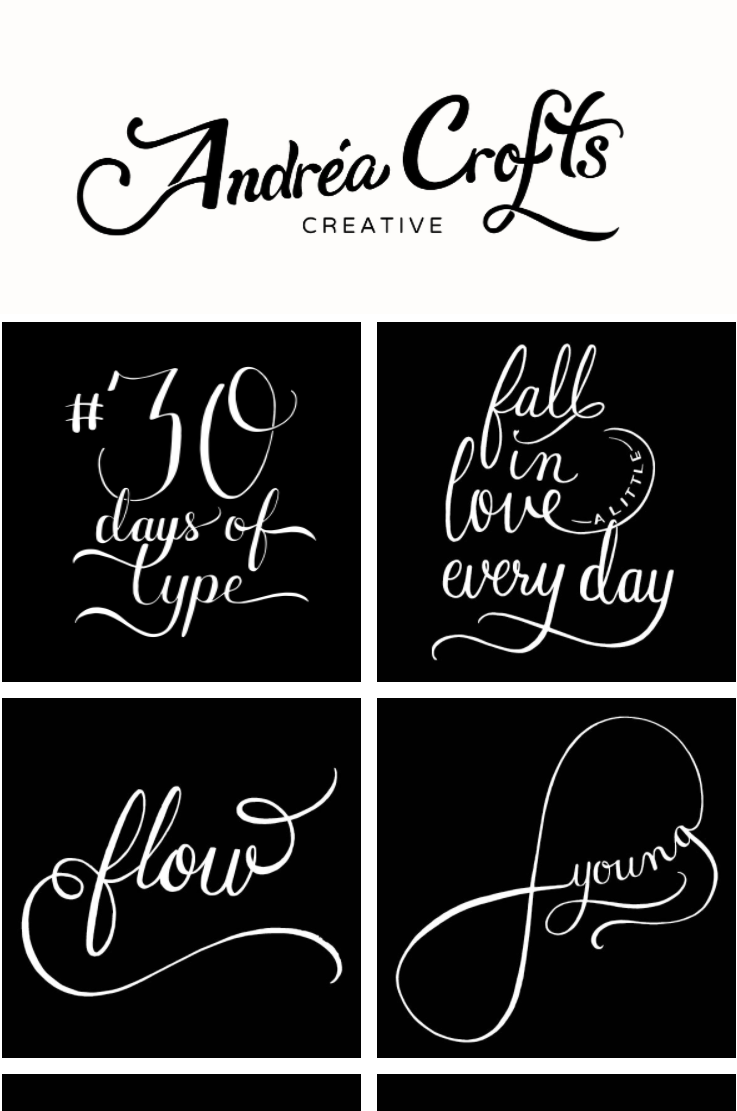 Andréa Crofts
CREATIVE
#30
days of
type
fall
in
love
A LITTLE
every day
flow
young